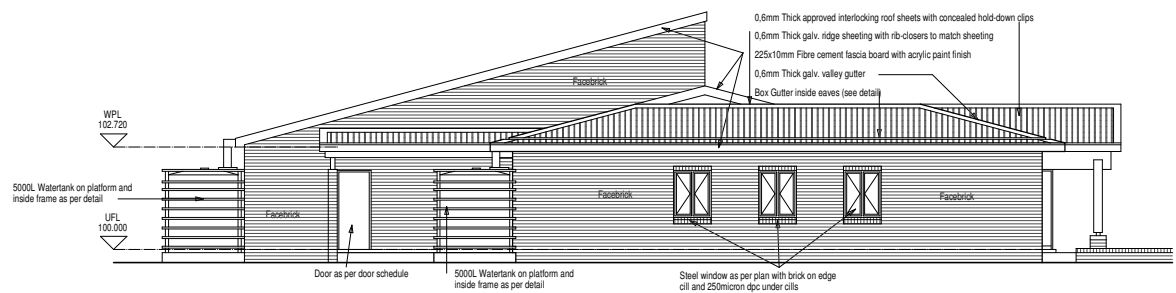 0,6mm Thick approved interlocking roof sheets with concealed hold-down clips
0,6mm Thick galv. ridge sheeting with rib-closers to match sheeting
225x10mm Fibre cement fascia board with acrylic paint finish
0,6mm Thick galv. valley gutter
Box Gutter inside eaves (see detail)
Facebrick
WPL
102.720
5000L Watertank on platform and
inside frame as per detail
Facebrick
Facebrick
Facebrick
UFL
100.000
Door as per door schedule
5000L Watertank on platform and
inside frame as per detail
Steel window as per plan with brick on edge
cill and 250micron dpc under cills